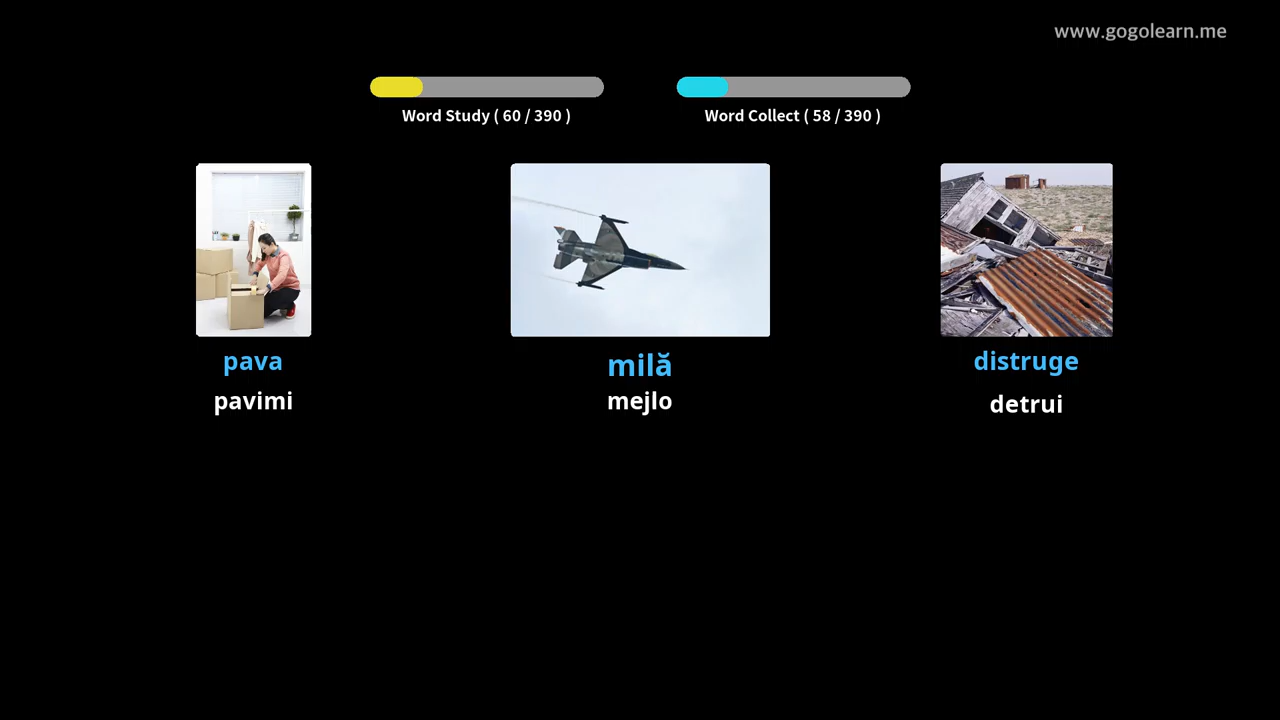 www.gogolearn.me
Word Study ( 60 / 390 )
Word Collect ( 58 / 390 )
pava
pavimi
milă
mejlo
distruge
detrui